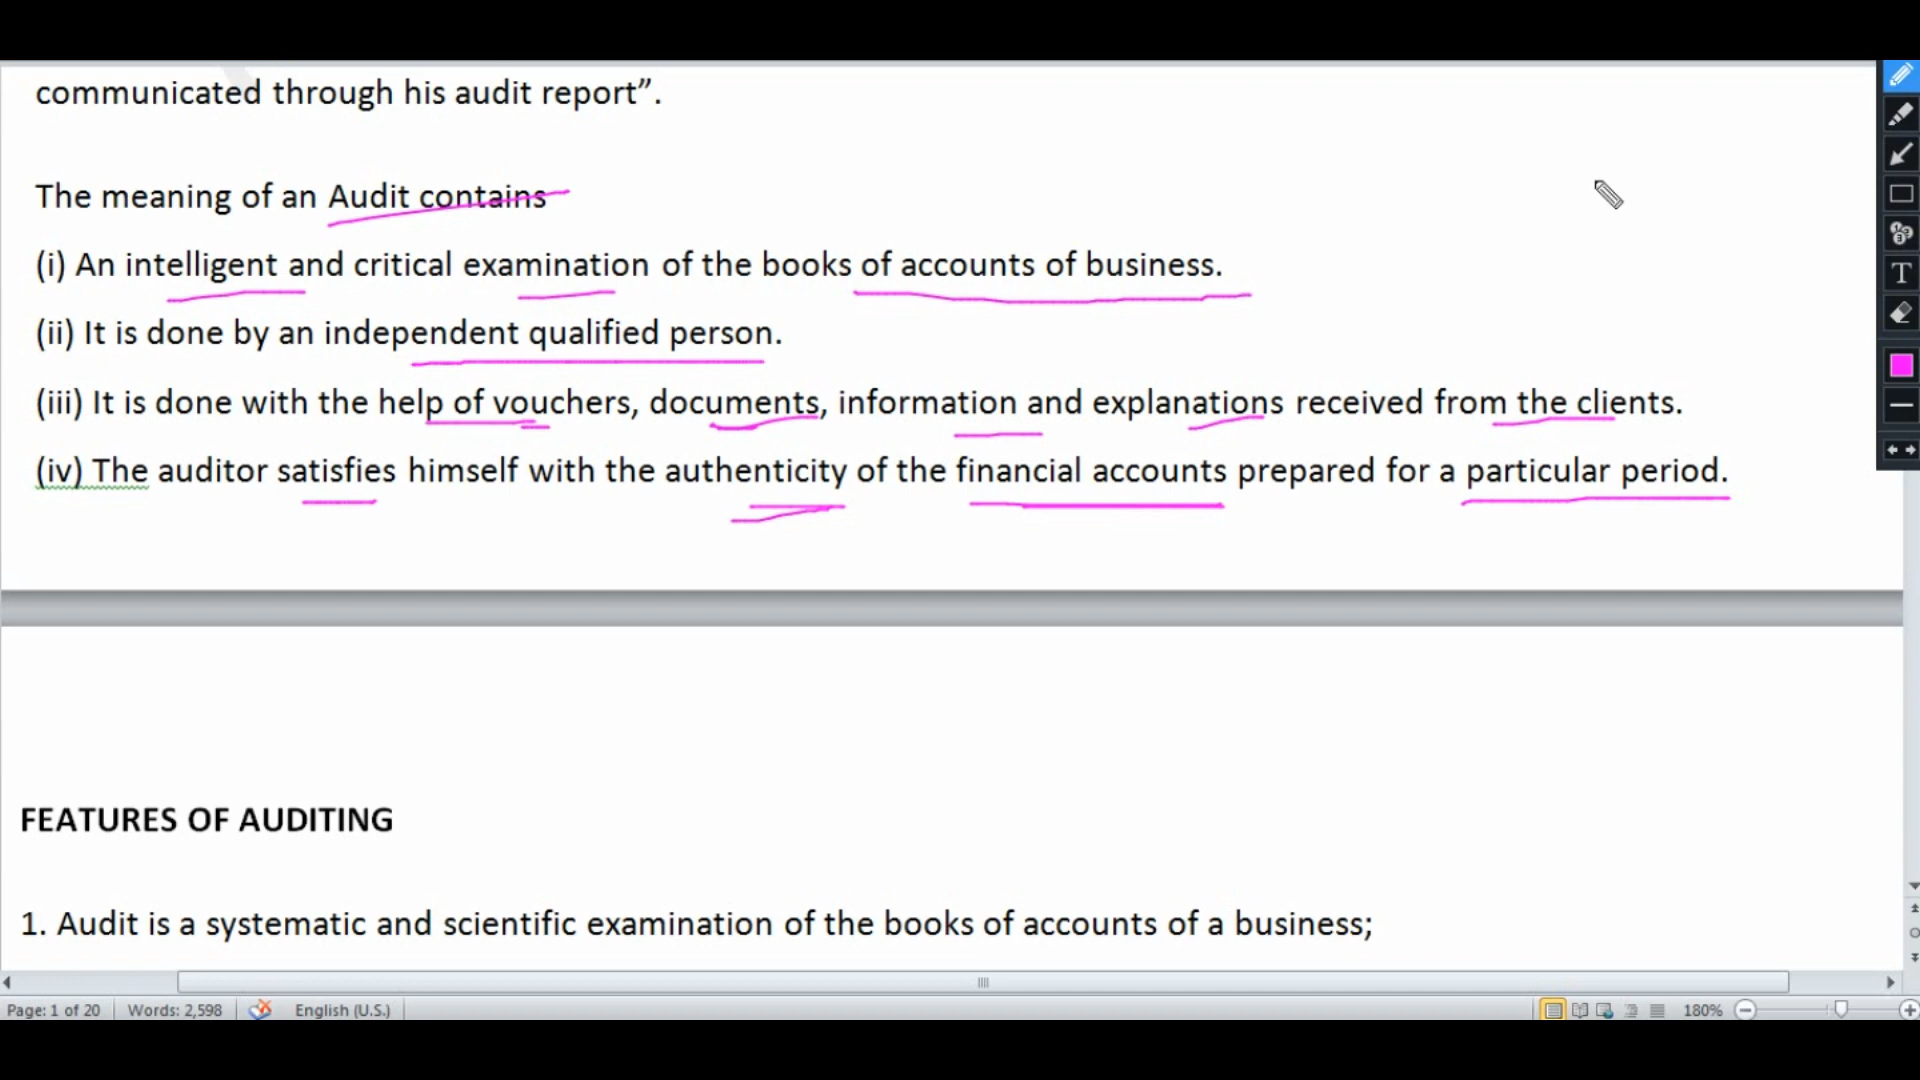 communicated through his audit report”.
The meaning of an Audit contains
(i) An intelligent and critical examination of the books of accounts of business.
(ii) It is done by an independent qualified person.
(iii) It is done with the help of vouchers, documents, information and explanations received from the clients.
(iv) The auditor satisfies himself with the authenticity of the financial accounts prepared for a particular period.
FEATURES OF AUDITING
1. Audit is a systematic and scientific examination of the books of accounts of a business;
Page: 1 of 20 Words: 2,598 English (U.S.) 180%